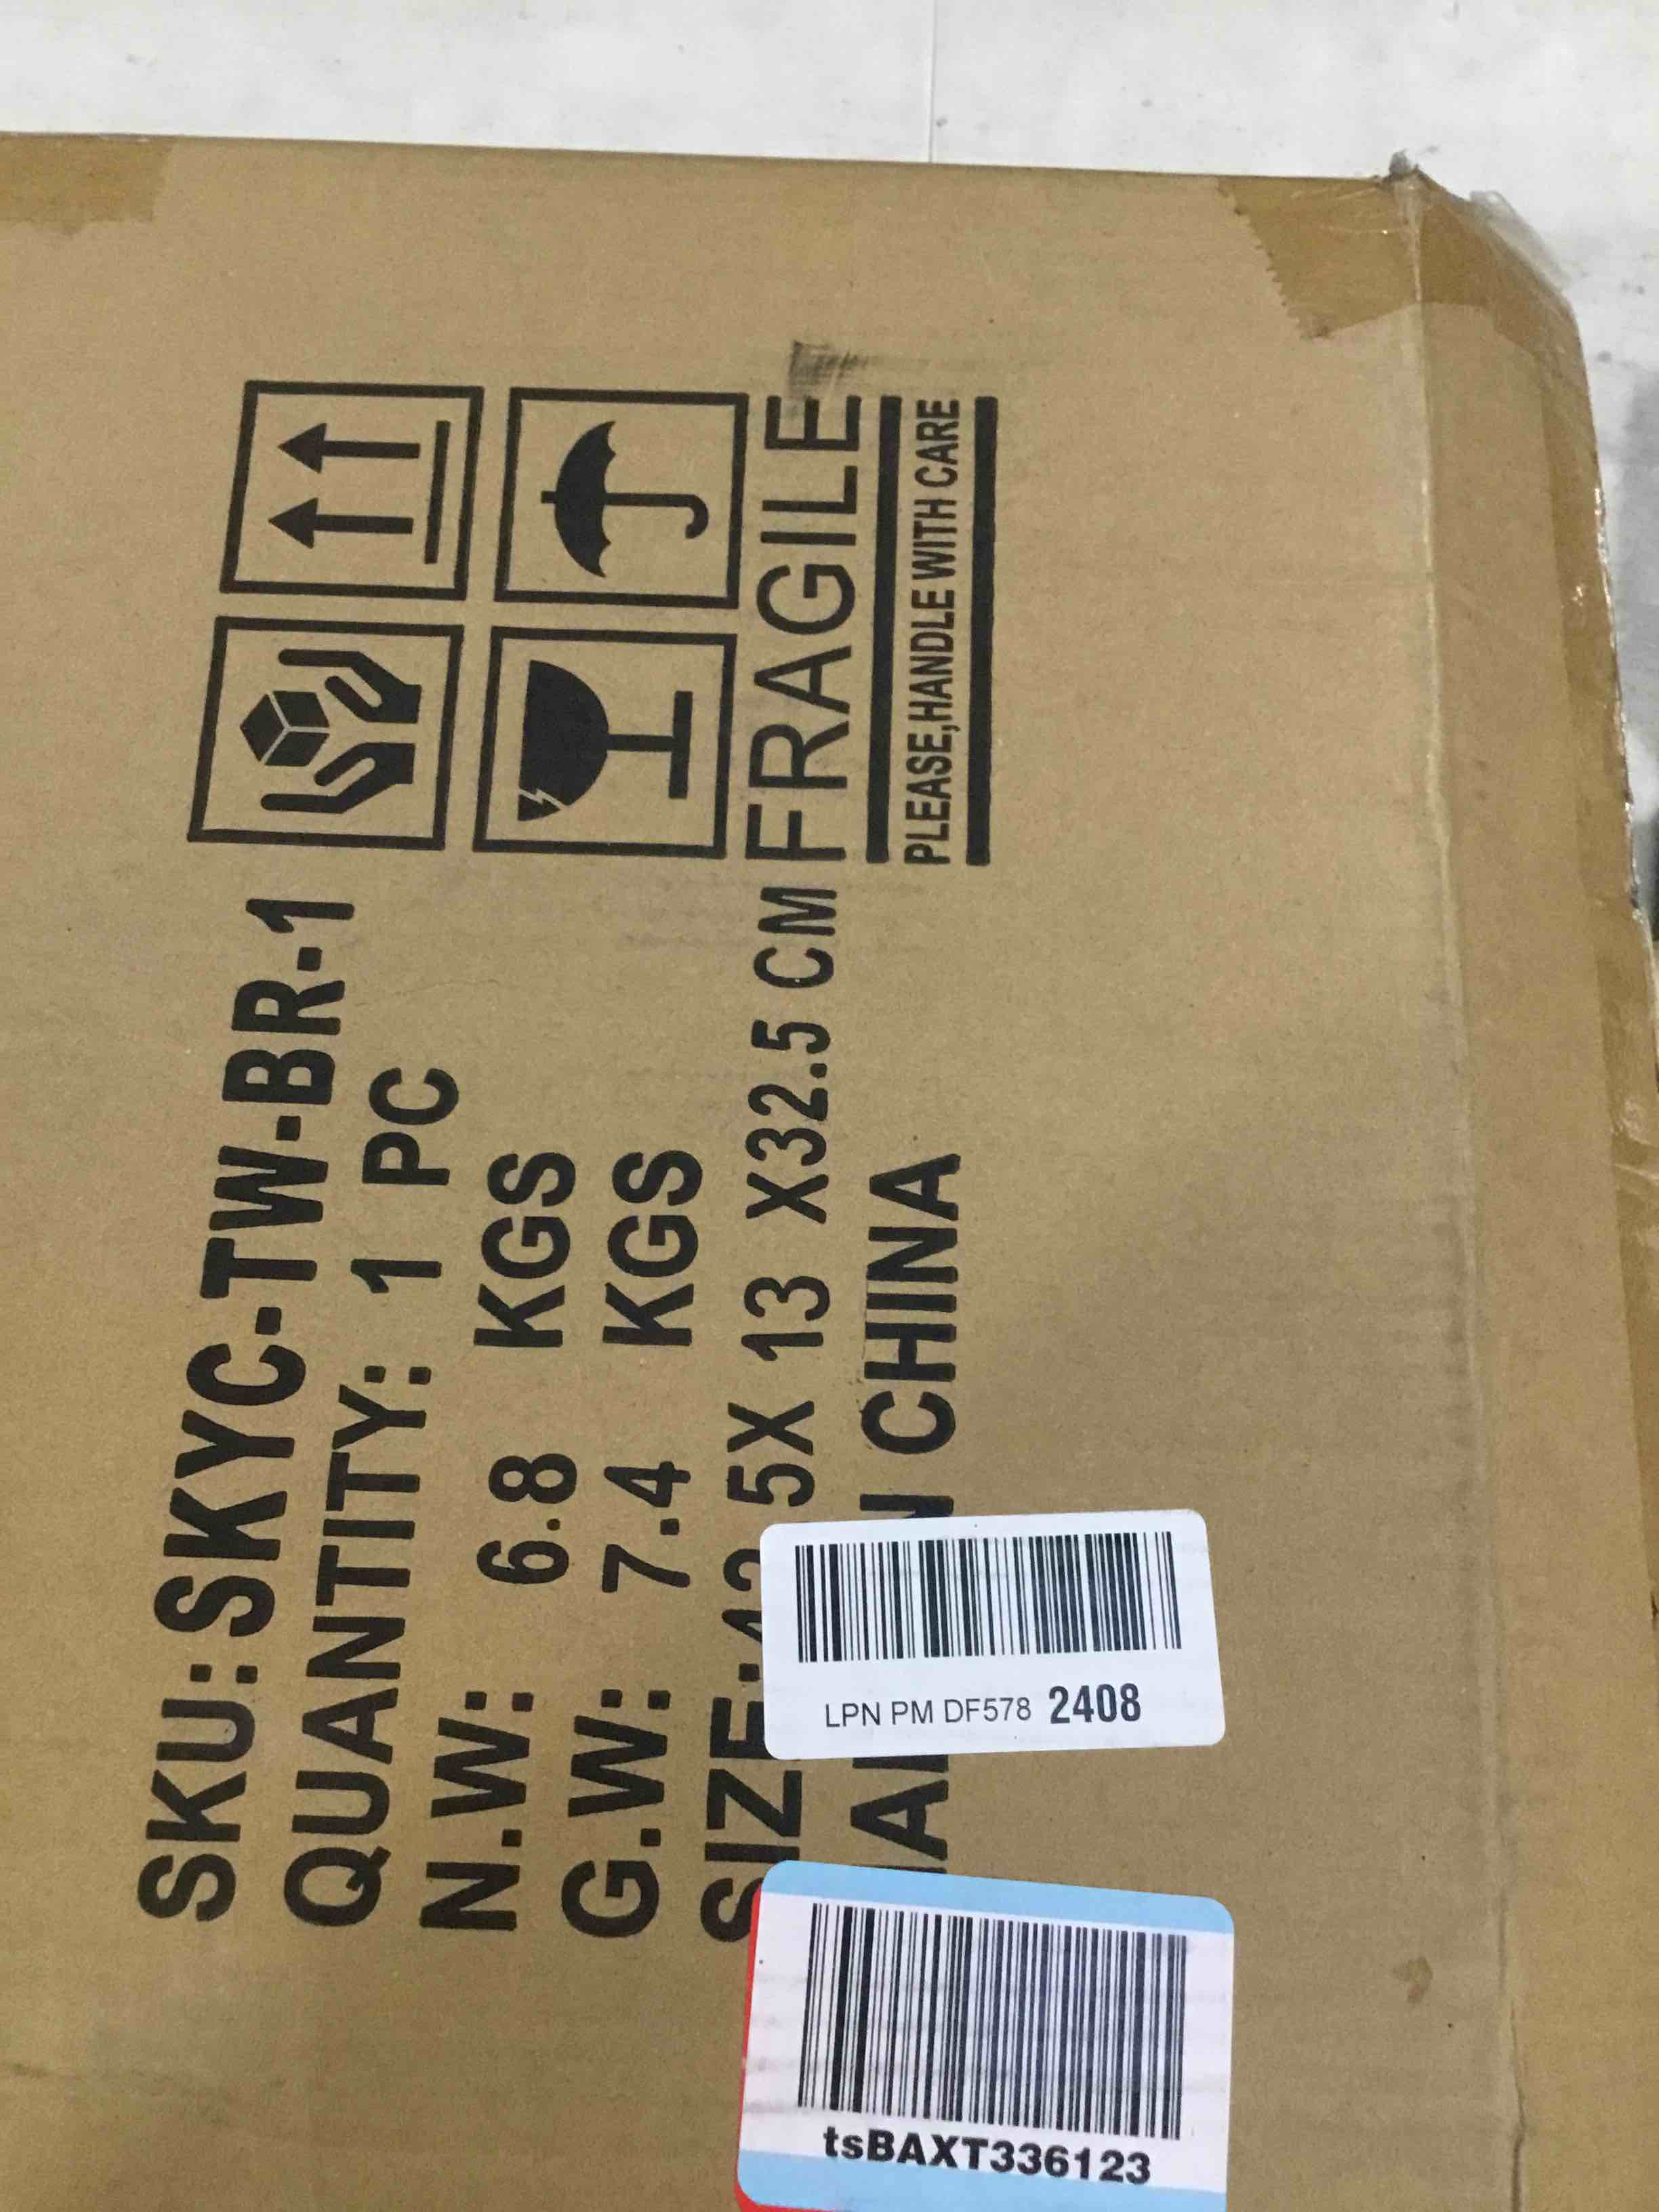 SKU: SKYC-TW-BR-1
QUANTITY: 1 PC
N.W: 6.8 KGS
G.W: 7.4 KGS
SIZE: 5X 13 X32.5 CM
CHINA
FRAGILE
PLEASE,HANDLE WITH CARE
LPN PM DF578 2408
tsBAXT336123